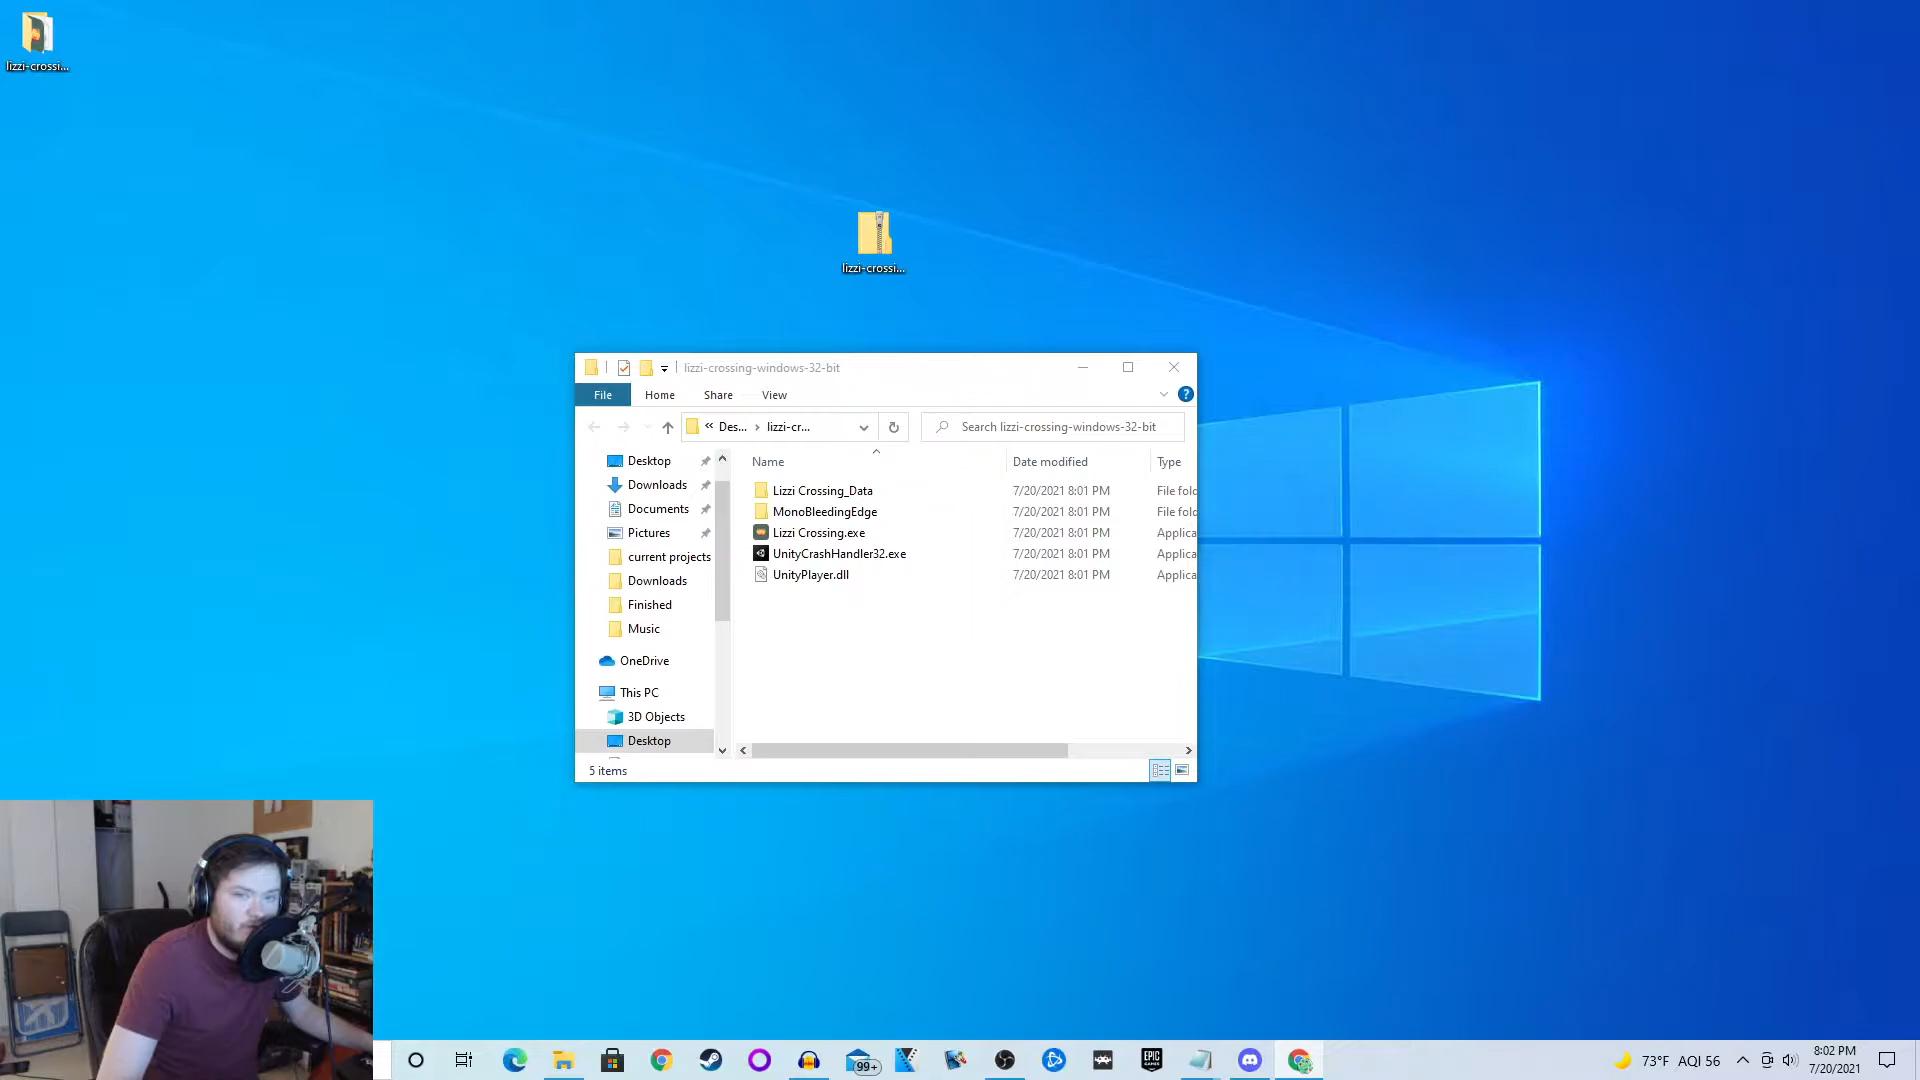 lizzi-crossi...
lizzi-crossi...
lizzi-crossing-windows-32-bit
File Home Share View
« Des... › lizzi-cr...
Search lizzi-crossing-windows-32-bit
Desktop
Downloads
Documents
Pictures
current projects
Downloads
Finished
Music
OneDrive
This PC
3D Objects
Desktop
Name Date modified Type
Lizzi Crossing_Data 7/20/2021 8:01 PM File fold
MonoBleedingEdge 7/20/2021 8:01 PM File fold
Lizzi Crossing.exe 7/20/2021 8:01 PM Applica
UnityCrashHandler32.exe 7/20/2021 8:01 PM Applica
UnityPlayer.dll 7/20/2021 8:01 PM Applica
5 items
99+
EPIC
GAMES
73°F AQI 56
8:02 PM
7/20/2021